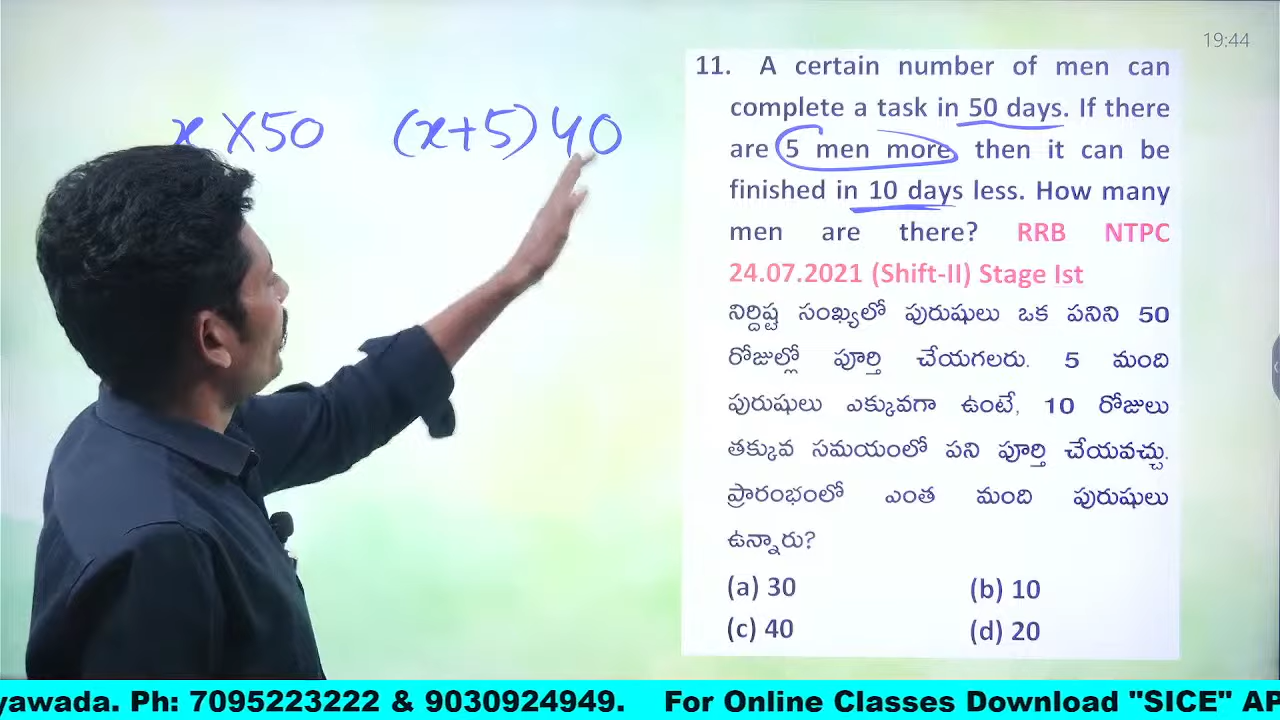 19:44
x X50 (x+5) 40
11. A certain number of men can
complete a task in 50 days. If there
are 5 men more then it can be
finished in 10 days less. How many
men are there? RRB NTPC
24.07.2021 (Shift-II) Stage Ist
నిర్దిష్ట సంఖ్యలో పురుషులు ఒక పనిని 50
రోజుల్లో పూర్తి చేయగలరు. 5 మంది
పురుషులు ఎక్కువగా ఉంటే, 10 రోజులు
తక్కువ సమయంలో పని పూర్తి చేయవచ్చు.
ప్రారంభంలో ఎంత మంది పురుషులు
ఉన్నారు?
(a) 30 (b) 10
(c) 40 (d) 20
yawada. Ph: 7095223222 & 9030924949. For Online Classes Download "SICE" AP